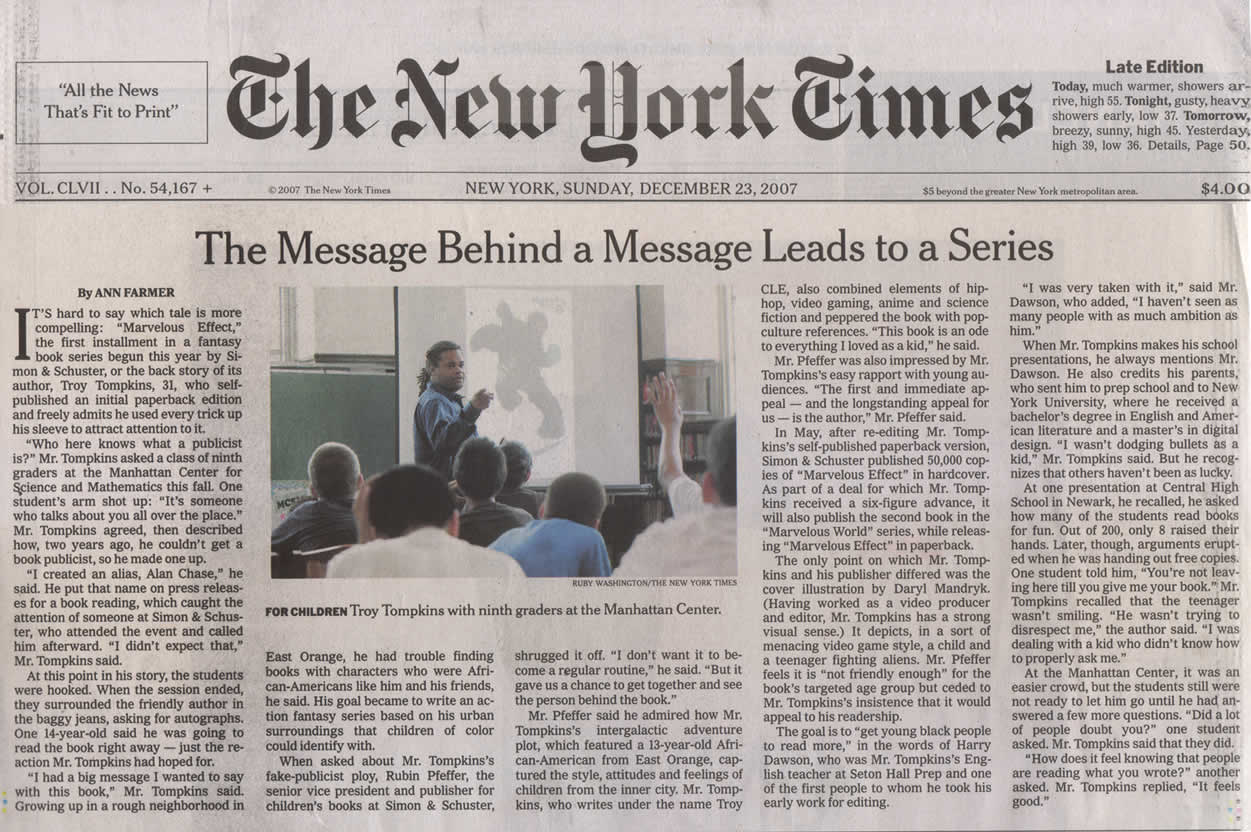 "All the News
That's Fit to Print"
The New York Times
Late Edition
Today, much warmer, showers ar-
rive, high 55. Tonight, gusty, heavy
showers early, low 37. Tomorrow,
breezy, sunny, high 45. Yesterday,
high 39, low 36. Details, Page 50.
VOL. CLVII . . No. 54,167 +
© 2007 The New York Times
NEW YORK, SUNDAY, DECEMBER 23, 2007
$5 beyond the greater New York metropolitan area.
$4.00
The Message Behind a Message Leads to a Series
By ANN FARMER
IT'S hard to say which tale is more
compelling: "Marvelous Effect,"
the first installment in a fantasy
book series begun this year by Si-
mon & Schuster, or the back story of its
author, Troy Tompkins, 31, who self-
published an initial paperback edition
and freely admits he used every trick up
his sleeve to attract attention to it.
"Who here knows what a publicist
is?" Mr. Tompkins asked a class of ninth
graders at the Manhattan Center for
Science and Mathematics this fall. One
student's arm shot up: "It's someone
who talks about you all over the place."
Mr. Tompkins agreed, then described
how, two years ago, he couldn't get a
book publicist, so he made one up.
"I created an alias, Alan Chase," he
said. He put that name on press releas-
es for a book reading, which caught the
attention of someone at Simon & Schus-
ter, who attended the event and called
him afterward. "I didn't expect that,"
Mr. Tompkins said.
At this point in his story, the students
were hooked. When the session ended,
they surrounded the friendly author in
the baggy jeans, asking for autographs.
One 14-year-old said he was going to
read the book right away — just the re-
action Mr. Tompkins had hoped for.
"I had a big message I wanted to say
with this book," Mr. Tompkins said.
Growing up in a rough neighborhood in
RUBY WASHINGTON/THE NEW YORK TIMES
FOR CHILDREN Troy Tompkins with ninth graders at the Manhattan Center.
East Orange, he had trouble finding
books with characters who were Afri-
can-Americans like him and his friends,
he said. His goal became to write an ac-
tion fantasy series based on his urban
surroundings that children of color
could identify with.
When asked about Mr. Tompkins's
fake-publicist ploy, Rubin Pfeffer, the
senior vice president and publisher for
children's books at Simon & Schuster,
shrugged it off. "I don't want it to be-
come a regular routine," he said. "But it
gave us a chance to get together and see
the person behind the book."
Mr. Pfeffer said he admired how Mr.
Tompkins's intergalactic adventure
plot, which featured a 13-year-old Afri-
can-American from East Orange, cap-
tured the style, attitudes and feelings of
children from the inner city. Mr. Tomp-
kins, who writes under the name Troy
CLE, also combined elements of hip-
hop, video gaming, anime and science
fiction and peppered the book with pop-
culture references. "This book is an ode
to everything I loved as a kid," he said.
Mr. Pfeffer was also impressed by Mr.
Tompkins's easy rapport with young au-
diences. "The first and immediate ap-
peal — and the longstanding appeal for
us — is the author," Mr. Pfeffer said.
In May, after re-editing Mr. Tomp-
kins's self-published paperback version,
Simon & Schuster published 50,000 cop-
ies of "Marvelous Effect" in hardcover.
As part of a deal for which Mr. Tomp-
kins received a six-figure advance, it
will also publish the second book in the
"Marvelous World" series, while releas-
ing "Marvelous Effect" in paperback.
The only point on which Mr. Tomp-
kins and his publisher differed was the
cover illustration by Daryl Mandryk.
(Having worked as a video producer
and editor, Mr. Tompkins has a strong
visual sense.) It depicts, in a sort of
menacing video game style, a child and
a teenager fighting aliens. Mr. Pfeffer
feels it is "not friendly enough" for the
book's targeted age group but ceded to
Mr. Tompkins's insistence that it would
appeal to his readership.
The goal is to "get young black people
to read more," in the words of Harry
Dawson, who was Mr. Tompkins's Eng-
lish teacher at Seton Hall Prep and one
of the first people to whom he took his
early work for editing.
"I was very taken with it," said Mr.
Dawson, who added, "I haven't seen as
many people with as much ambition as
him."
When Mr. Tompkins makes his school
presentations, he always mentions Mr.
Dawson. He also credits his parents,
who sent him to prep school and to New
York University, where he received a
bachelor's degree in English and Amer-
ican literature and a master's in digital
design. "I wasn't dodging bullets as a
kid," Mr. Tompkins said. But he recog-
nizes that others haven't been as lucky.
At one presentation at Central High
School in Newark, he recalled, he asked
how many of the students read books
for fun. Out of 200, only 8 raised their
hands. Later, though, arguments erupt-
ed when he was handing out free copies.
One student told him, "You're not leav-
ing here till you give me your book." Mr.
Tompkins recalled that the teenager
wasn't smiling. "He wasn't trying to
disrespect me," the author said. "I was
dealing with a kid who didn't know how
to properly ask me."
At the Manhattan Center, it was an
easier crowd, but the students still were
not ready to let him go until he had an-
swered a few more questions. "Did a lot
of people doubt you?" one student
asked. Mr. Tompkins said that they did.
"How does it feel knowing that people
are reading what you wrote?" another
asked. Mr. Tompkins replied, "It feels
good."